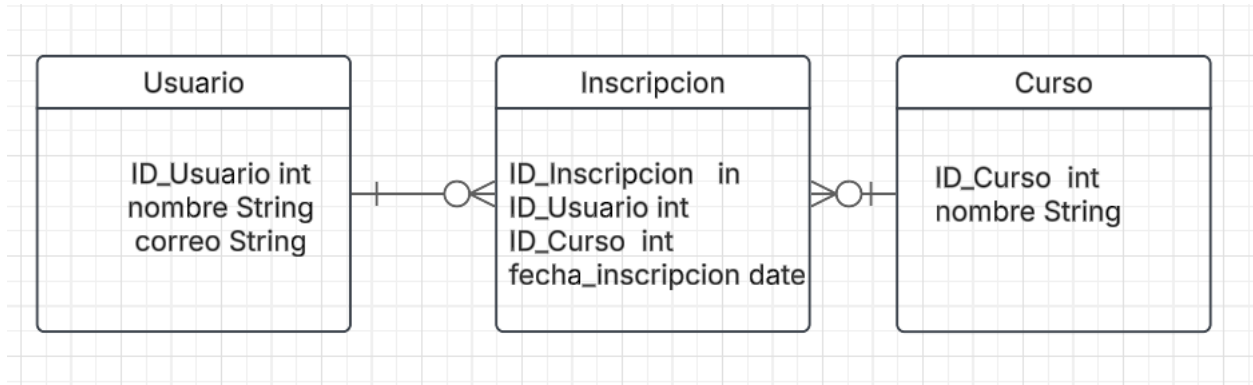 Usuario
ID_Usuario int
nombre String
correo String
Inscripcion
ID_Inscripcion in
ID_Usuario int
ID_Curso int
fecha_inscripcion date
Curso
ID_Curso int
nombre String